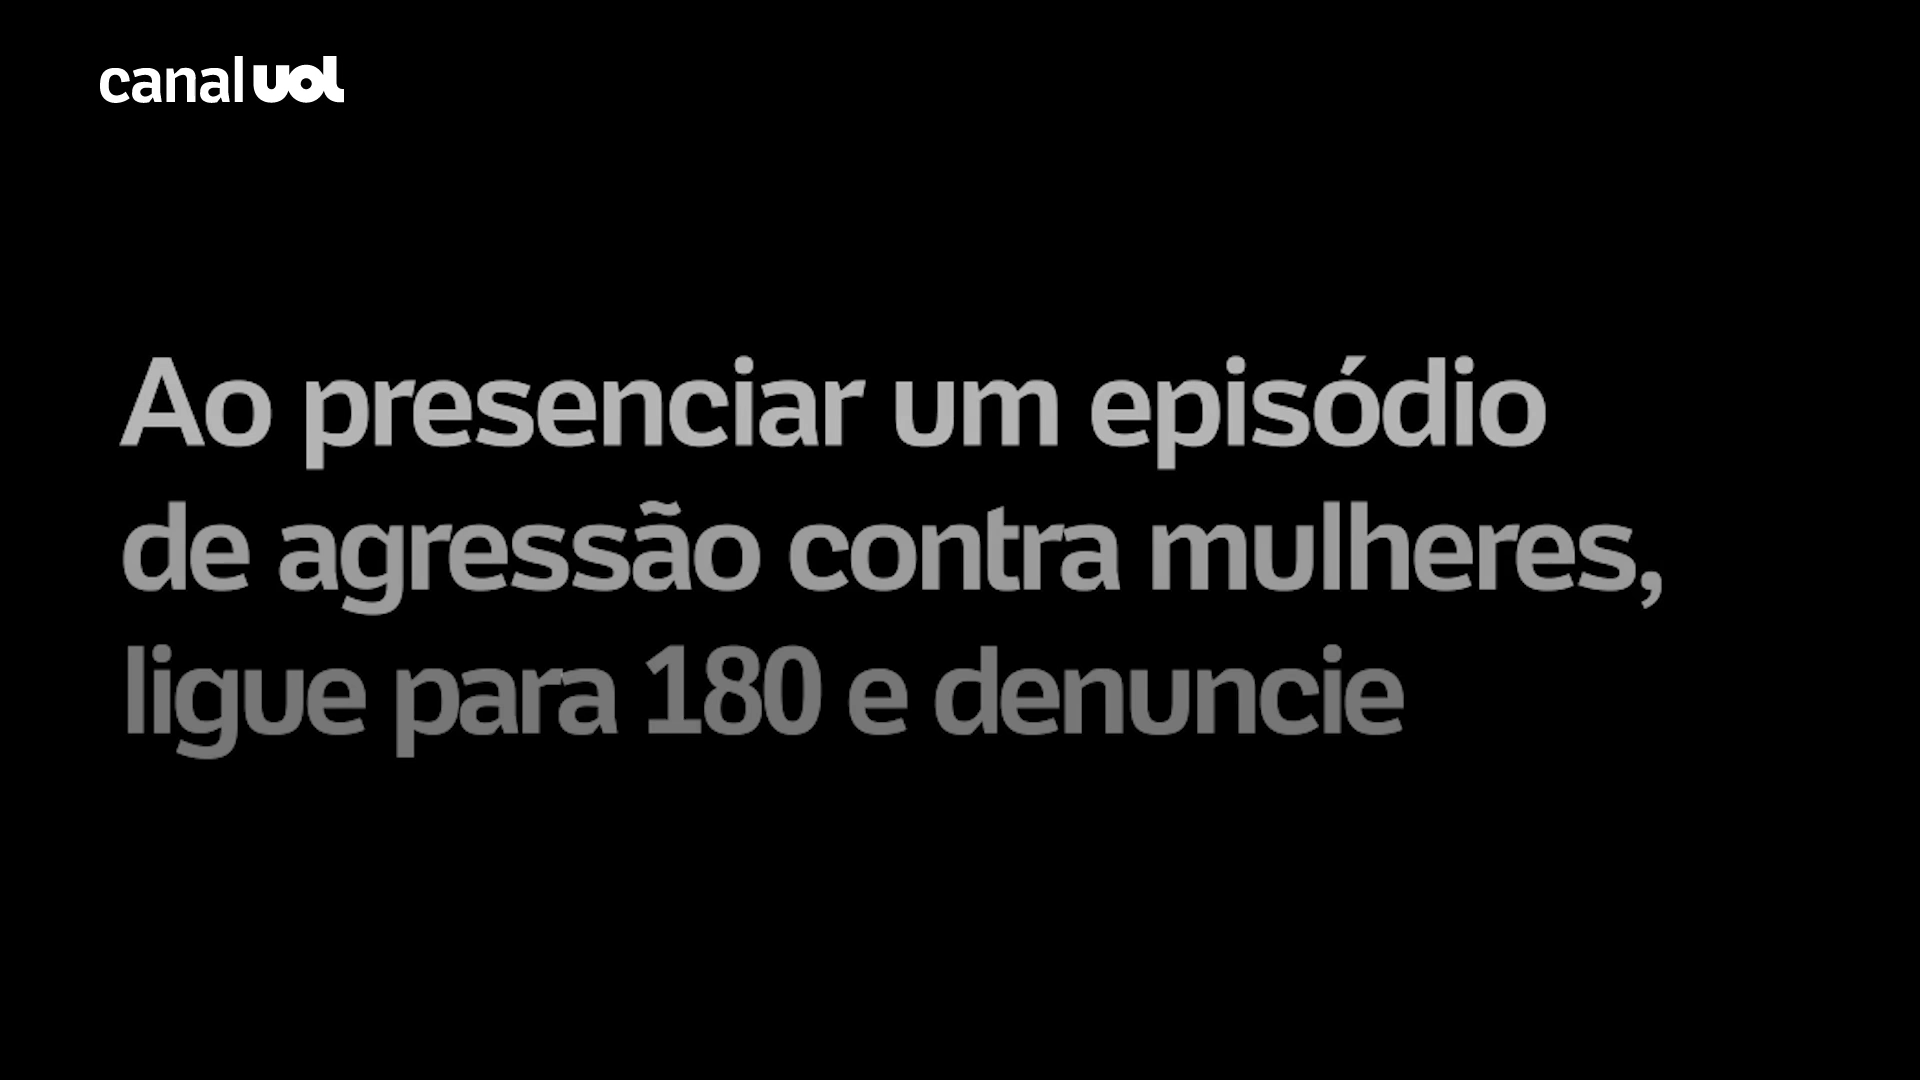 canal uol
Ao presenciar um episódio
de agressão contra mulheres,
ligue para 180 e denuncie